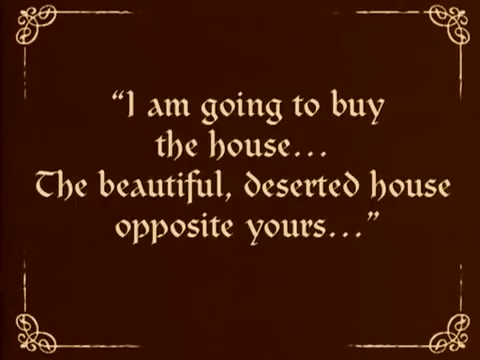 “I am going to buy
the house...
The beautiful, deserted house
opposite yours...”